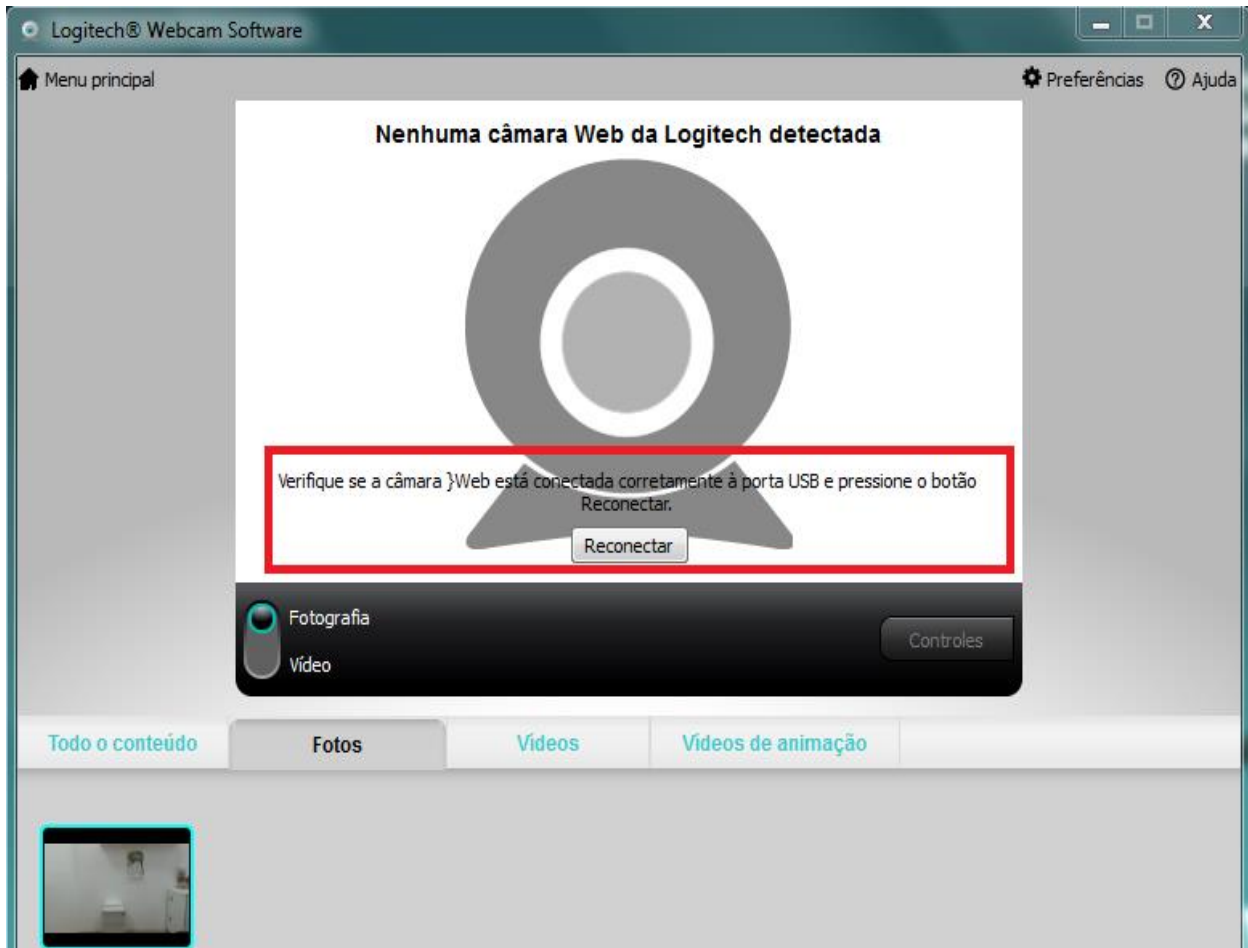 Logitech® Webcam Software
Menu principal
Preferências
Ajuda
Nenhuma câmara Web da Logitech detectada
Verifique se a câmara }Web está conectada corretamente à porta USB e pressione o botão
Reconectar.
Reconectar
Fotografia
Controles
Vídeo
Todo o conteúdo
Fotos
Vídeos
Vídeos de animação